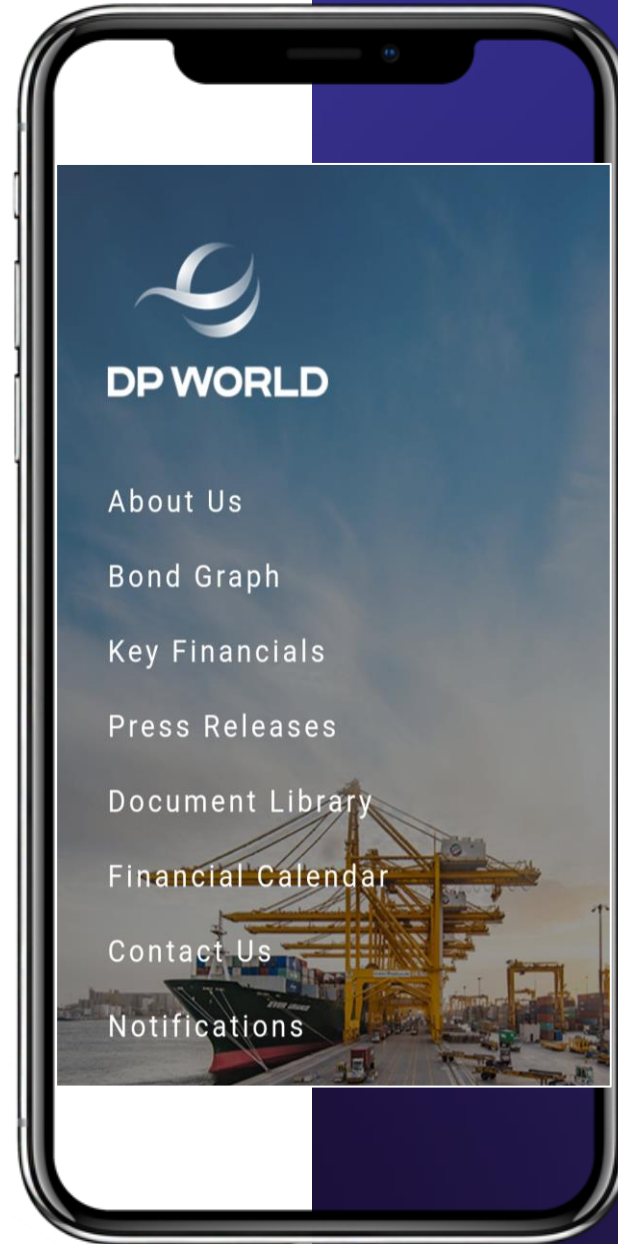 DP WORLD
About Us
Bond Graph
Key Financials
Press Releases
Document Library
Financial Calendar
Contact Us
Notifications